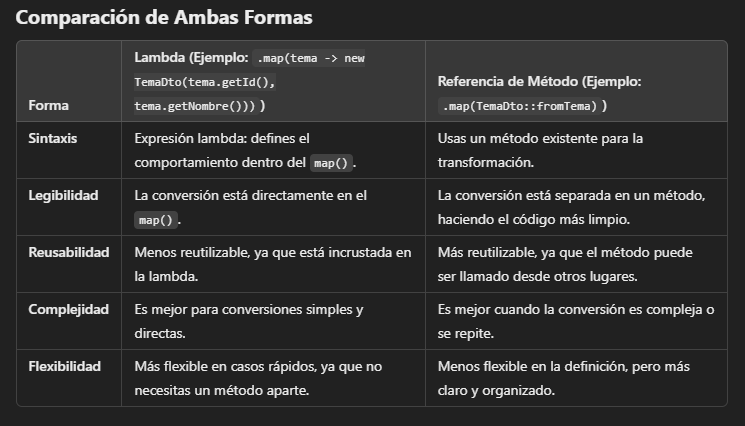 Comparación de Ambas Formas
Forma
Lambda (Ejemplo: .map(tema -> new
TemaDto(tema.getId(),
tema.getNombre())) )
Referencia de Método (Ejemplo:
.map(TemaDto::fromTema) )
Sintaxis
Expresión lambda: defines el
comportamiento dentro del map() .
Usas un método existente para la
transformación.
Legibilidad
La conversión está directamente en el
map() .
La conversión está separada en un método,
haciendo el código más limpio.
Reusabilidad
Menos reutilizable, ya que está incrustada en
la lambda.
Más reutilizable, ya que el método puede
ser llamado desde otros lugares.
Complejidad
Es mejor para conversiones simples y
directas.
Es mejor cuando la conversión es compleja o
se repite.
Flexibilidad
Más flexible en casos rápidos, ya que no
necesitas un método aparte.
Menos flexible en la definición, pero más
claro y organizado.